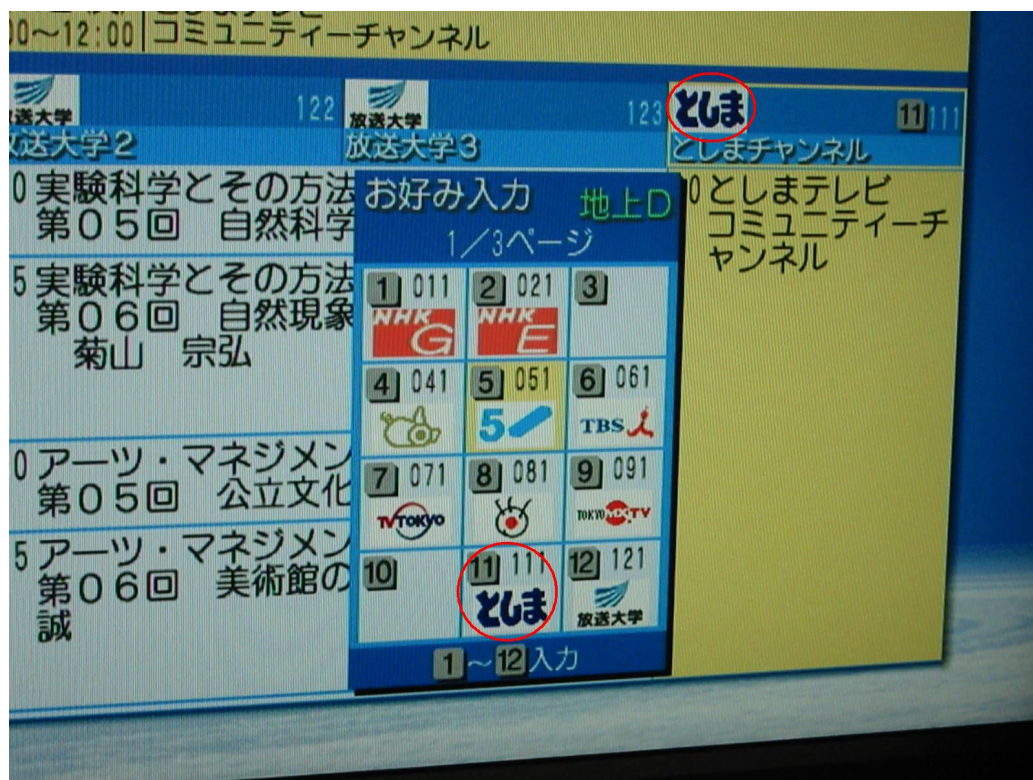 00～12:00 コミュニティーチャンネル
放送大学 122
放送大学2
放送大学 123
放送大学3
としま 11 111
としまチャンネル
0 実験科学とその方法
第05回 自然科学
5 実験科学とその方法
第06回 自然現象
菊山 宗弘
0 アーツ・マネジメン
第05回 公立文化
5 アーツ・マネジメン
第06回 美術館の
誠
お好み入力 地上D
1/3ページ
1 011
NHK G
2 021
NHK E
3
4 041
5 051
5
6 061
TBS
7 071
TV TOKYO
8 081
9 091
TOKYO MX TV
10
11 111
としま
12 121
放送大学
1～12入力
0 としまテレビ
コミュニティーチ
ャンネル